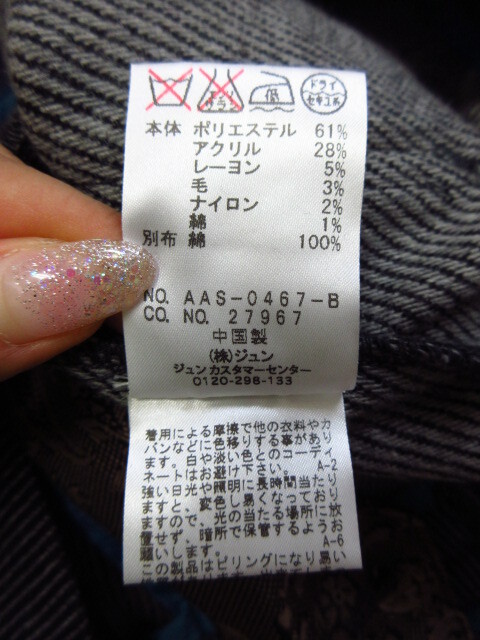 エンソ サラシ
低
ドライ
セキユ系
本体 ポリエステル 61%
アクリル 28%
レーヨン 5%
毛 3%
ナイロン 2%
綿 1%
別布 綿 100%
NO. AAS-0467-B
CO. NO. 27967
中国製
(株)ジュン
ジュン カスタマーセンター
0120-298-133
着用による摩擦で他の衣料やカ
バンなどに色移りする事があり
ます。白や淡い色とのコーディ
ネートはお避け下さい。 A-2
強い日光や照明に長時間当たり
ますと、変色し易くなっており
ますので、光の当たる場所に放
置せず、暗所で保管するようお
願いします。 A-6
この製品はピリングになり易い